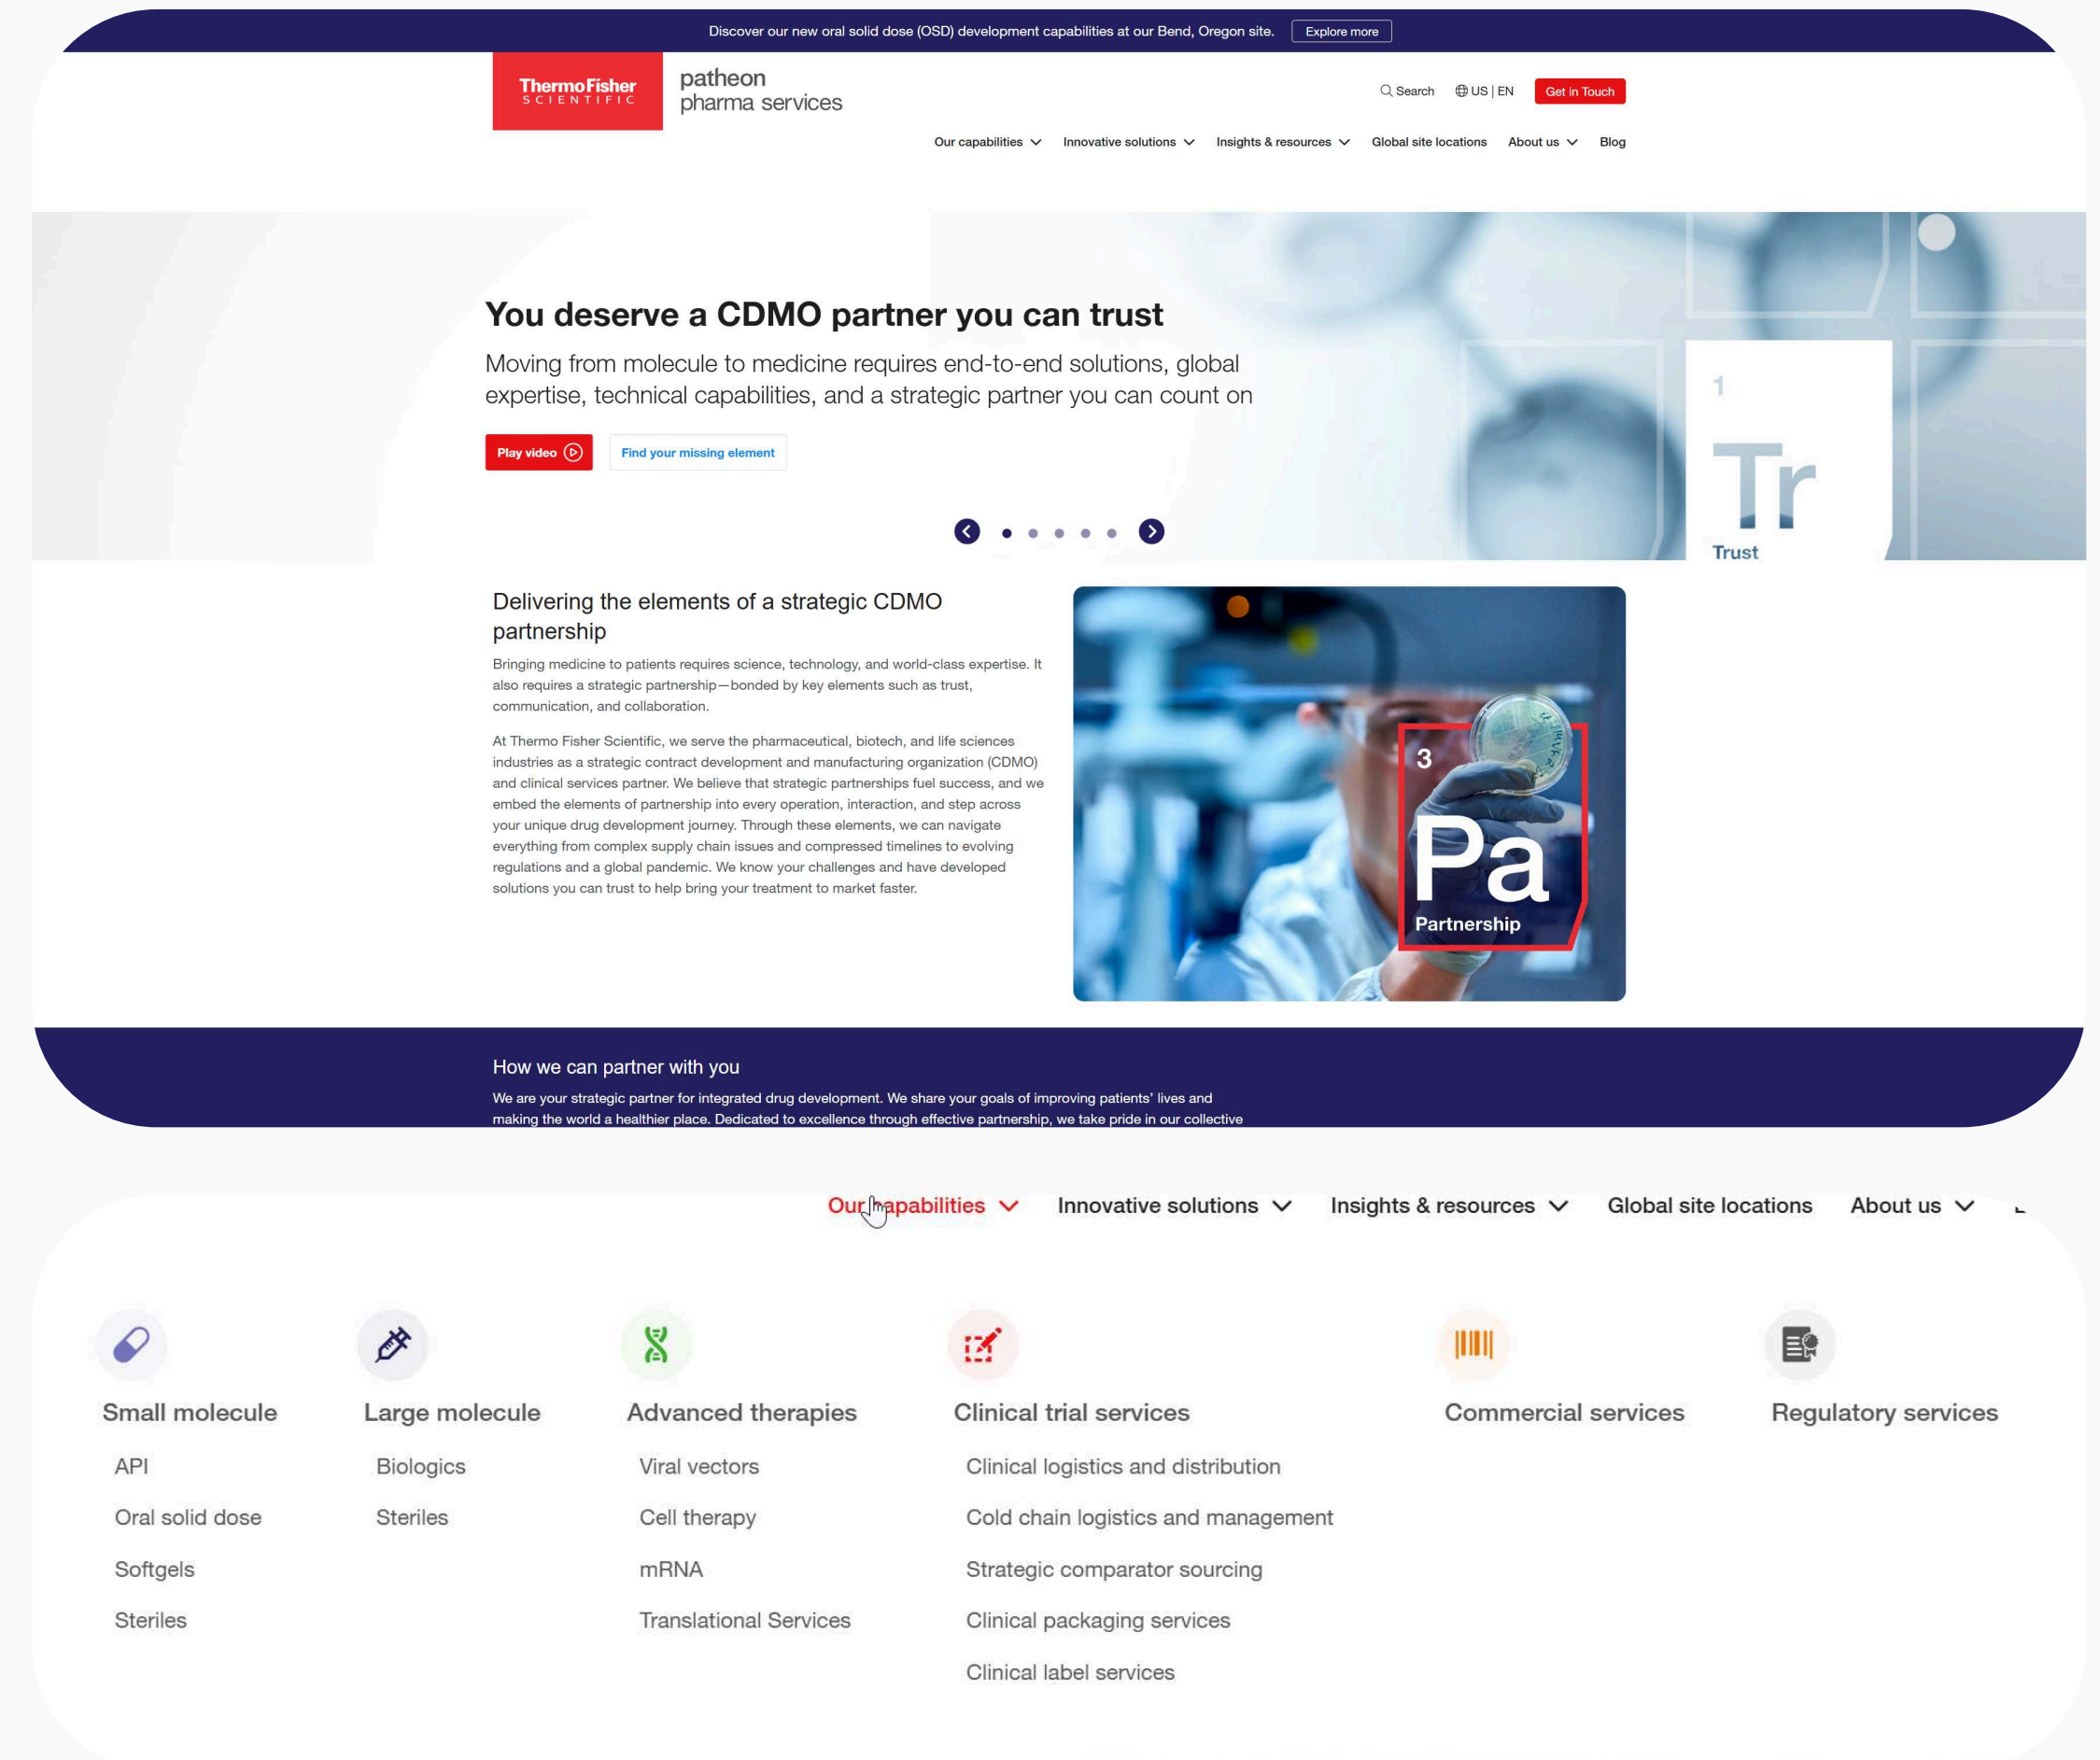 Discover our new oral solid dose (OSD) development capabilities at our Bend, Oregon site.
Explore more
ThermoFisher
SCIENTIFIC
patheon
pharma services
Search
US | EN
Get in Touch
Our capabilities
Innovative solutions
Insights & resources
Global site locations
About us
Blog
You deserve a CDMO partner you can trust
Moving from molecule to medicine requires end-to-end solutions, global
expertise, technical capabilities, and a strategic partner you can count on
Play video
Find your missing element
1
Tr
Trust
Delivering the elements of a strategic CDMO
partnership
Bringing medicine to patients requires science, technology, and world-class expertise. It
also requires a strategic partnership—bonded by key elements such as trust,
communication, and collaboration.
At Thermo Fisher Scientific, we serve the pharmaceutical, biotech, and life sciences
industries as a strategic contract development and manufacturing organization (CDMO)
and clinical services partner. We believe that strategic partnerships fuel success, and we
embed the elements of partnership into every operation, interaction, and step across
your unique drug development journey. Through these elements, we can navigate
everything from complex supply chain issues and compressed timelines to evolving
regulations and a global pandemic. We know your challenges and have developed
solutions you can trust to help bring your treatment to market faster.
3
Pa
Partnership
How we can partner with you
We are your strategic partner for integrated drug development. We share your goals of improving patients' lives and
making the world a healthier place. Dedicated to excellence through effective partnership, we take pride in our collective
Our capabilities
Innovative solutions
Insights & resources
Global site locations
About us
Small molecule
API
Oral solid dose
Softgels
Steriles
Large molecule
Biologics
Steriles
Advanced therapies
Viral vectors
Cell therapy
mRNA
Translational Services
Clinical trial services
Clinical logistics and distribution
Cold chain logistics and management
Strategic comparator sourcing
Clinical packaging services
Clinical label services
Commercial services
Regulatory services